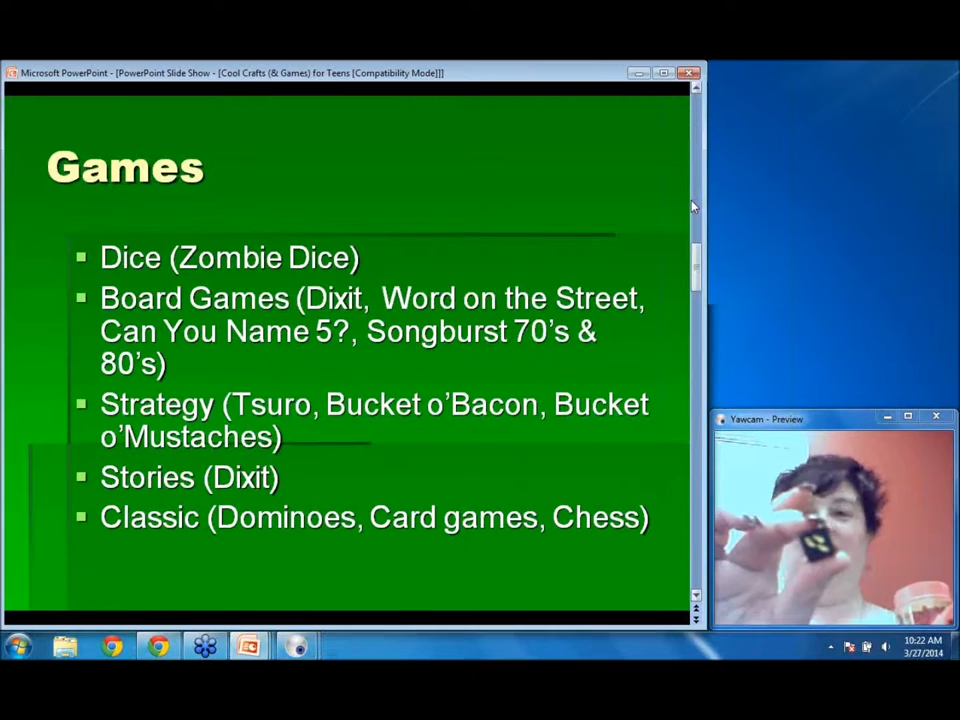 Microsoft PowerPoint - [PowerPoint Slide Show - [Cool Crafts (& Games) for Teens [Compatibility Mode]]]
Games
Dice (Zombie Dice)
Board Games (Dixit, Word on the Street,
Can You Name 5?, Songburst 70's &
80's)
Strategy (Tsuro, Bucket o'Bacon, Bucket
o'Mustaches)
Stories (Dixit)
Classic (Dominoes, Card games, Chess)
Yawcam - Preview
10:22 AM
3/27/2014